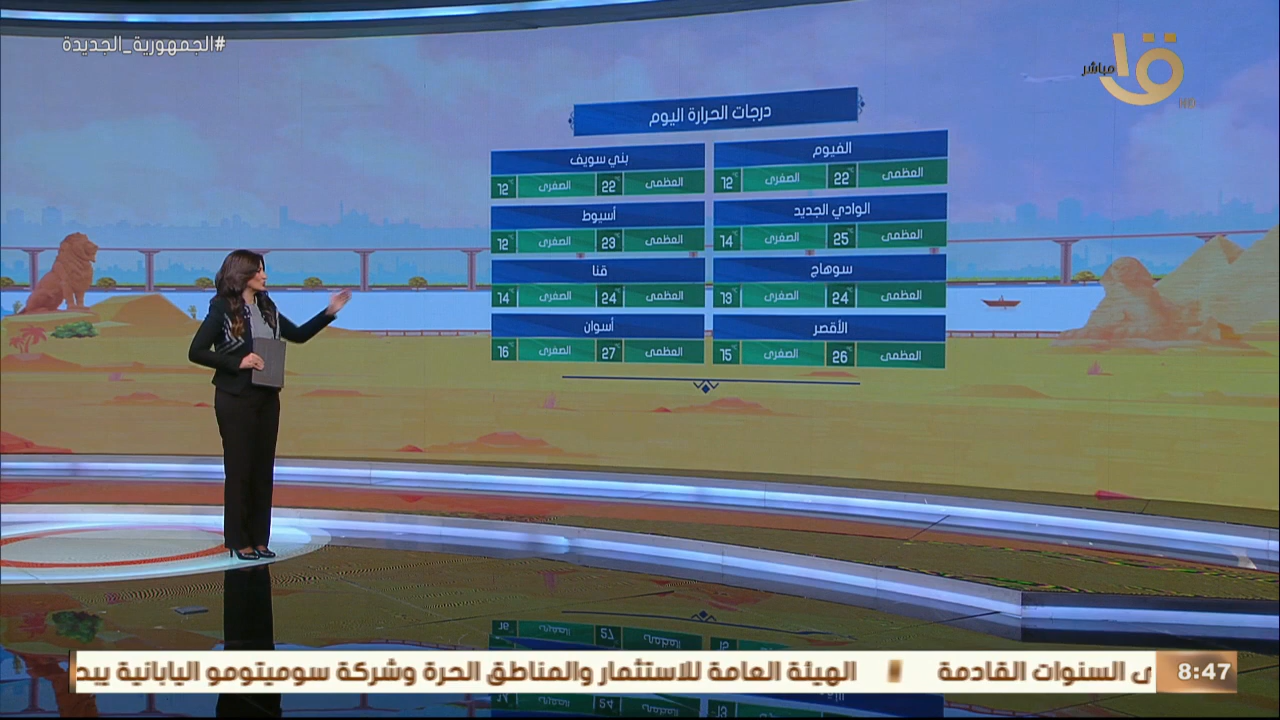 #الجمهورية_الجديدة
مباشر
HD
درجات الحرارة اليوم
الفيوم
العظمى 22 الصغرى 12
بني سويف
العظمى 22 الصغرى 12
الوادي الجديد
العظمى 25 الصغرى 14
أسيوط
العظمى 23 الصغرى 12
سوهاج
العظمى 24 الصغرى 13
قنا
العظمى 24 الصغرى 14
الأقصر
العظمى 26 الصغرى 15
أسوان
العظمى 27 الصغرى 16
8:47
ى السنوات القادمة
الهيئة العامة للاستثمار والمناطق الحرة وشركة سوميتومو اليابانية